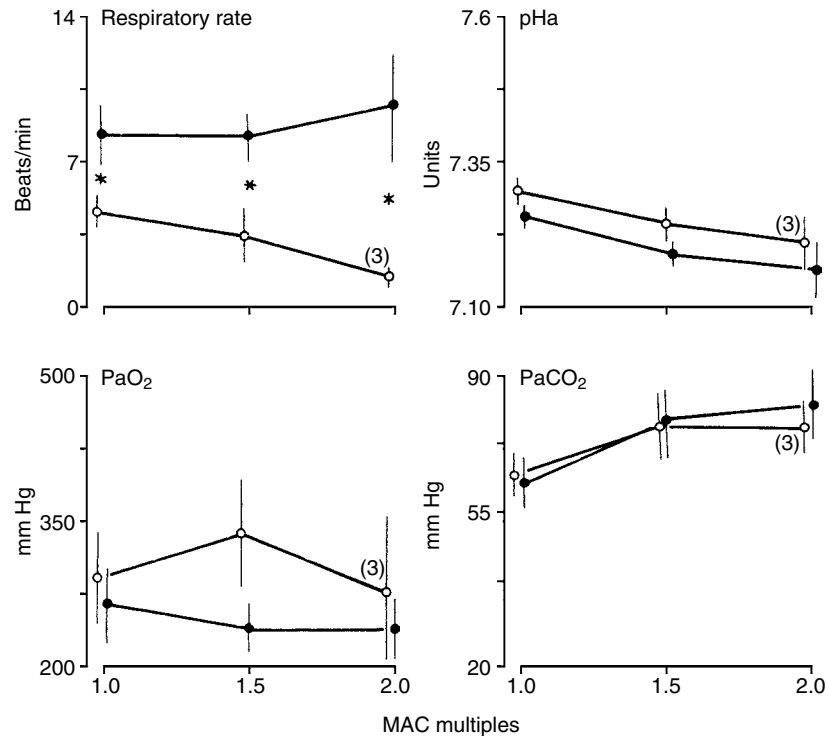 Respiratory rate
14
7
0
Beats/min
*
*
*
(3)
pHa
7.6
7.35
7.10
Units
(3)
PaO₂
500
350
200
mm Hg
(3)
1.0 1.5 2.0
PaCO₂
90
55
20
mm Hg
(3)
1.0 1.5 2.0
MAC multiples